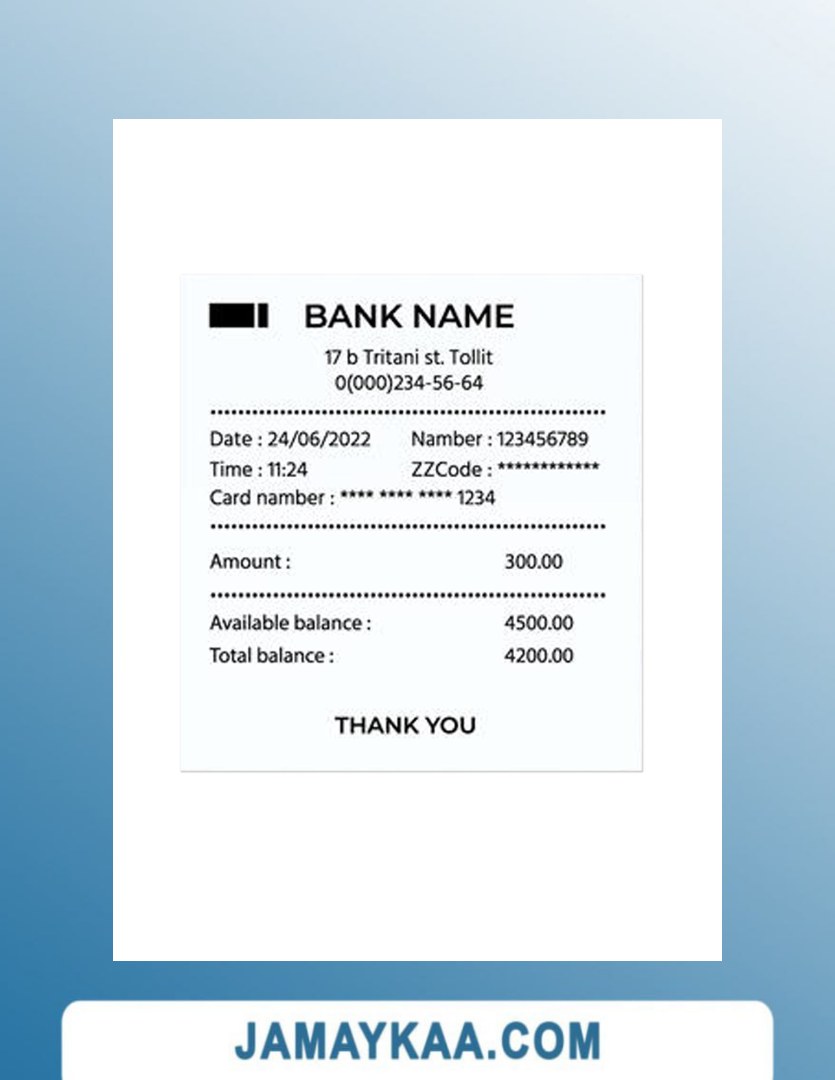 BANK NAME
17 b Tritani st. Tollit
0(000)234-56-64
Date : 24/06/2022 Namber : 123456789
Time : 11:24 ZZCode : ************
Card namber : **** **** **** 1234
Amount : 300.00
Available balance : 4500.00
Total balance : 4200.00
THANK YOU
JAMAYKAA.COM